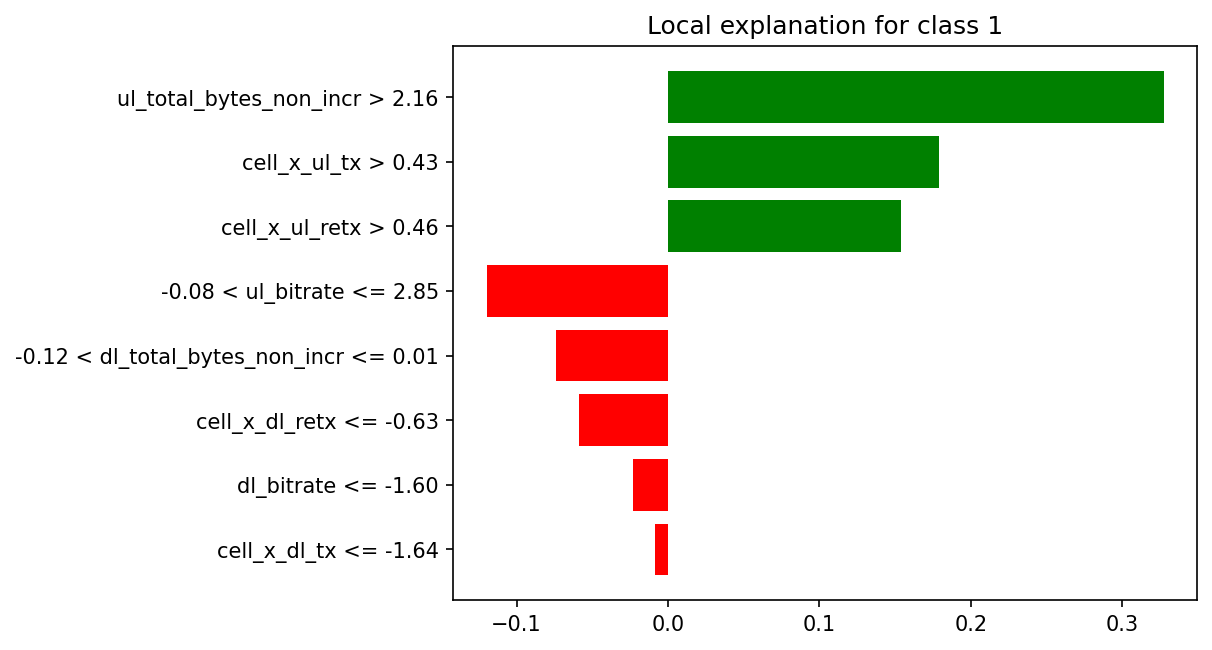 Local explanation for class 1
ul_total_bytes_non_incr > 2.16
cell_x_ul_tx > 0.43
cell_x_ul_retx > 0.46
-0.08 < ul_bitrate <= 2.85
-0.12 < dl_total_bytes_non_incr <= 0.01
cell_x_dl_retx <= -0.63
dl_bitrate <= -1.60
cell_x_dl_tx <= -1.64
−0.1 0.0 0.1 0.2 0.3